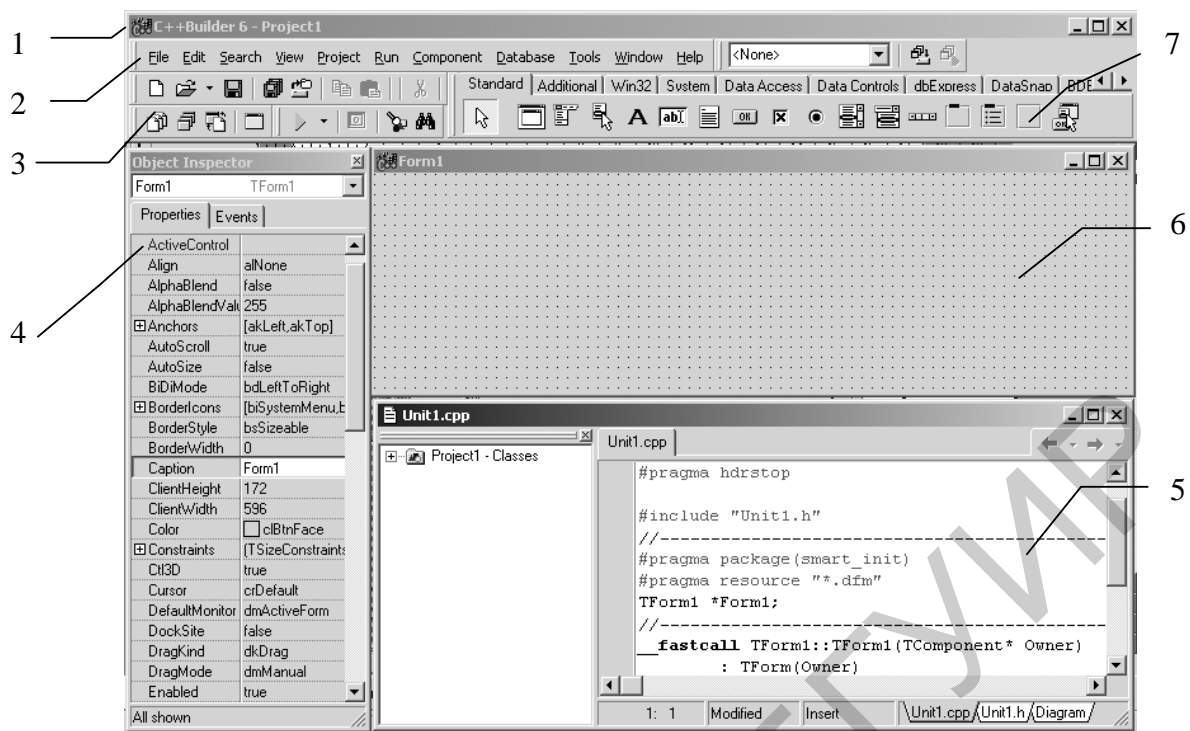 C++Builder 6 - Project1
1
File Edit Search View Project Run Component Database Tools Window Help
<None>
7
2
Standard Additional Win32 System Data Access Data Controls dbExpress DataSnap BDE
3
Object Inspector
Form1
Form1 TForm1
Properties Events
6
ActiveControl
Align alNone
AlphaBlend false
AlphaBlendValu 255
4
Anchors [akLeft,akTop]
AutoScroll true
AutoSize false
BiDiMode bdLeftToRight
BorderIcons [biSystemMenu,b
BorderStyle bsSizeable
BorderWidth 0
Caption Form1
ClientHeight 172
ClientWidth 596
Color clBtnFace
Constraints (TSizeConstraints
Ctl3D true
Cursor crDefault
DefaultMonitor dmActiveForm
DockSite false
DragKind dkDrag
DragMode dmManual
Enabled true
All shown
Unit1.cpp
Project1 - Classes
Unit1.cpp
5
#pragma hdrstop
#include "Unit1.h"
//---------------------------------------------
#pragma package(smart_init)
#pragma resource "*.dfm"
TForm1 *Form1;
//---------------------------------------------
__fastcall TForm1::TForm1(TComponent* Owner)
: TForm(Owner)
1: 1 Modified Insert Unit1.cpp Unit1.h Diagram
ГУИР